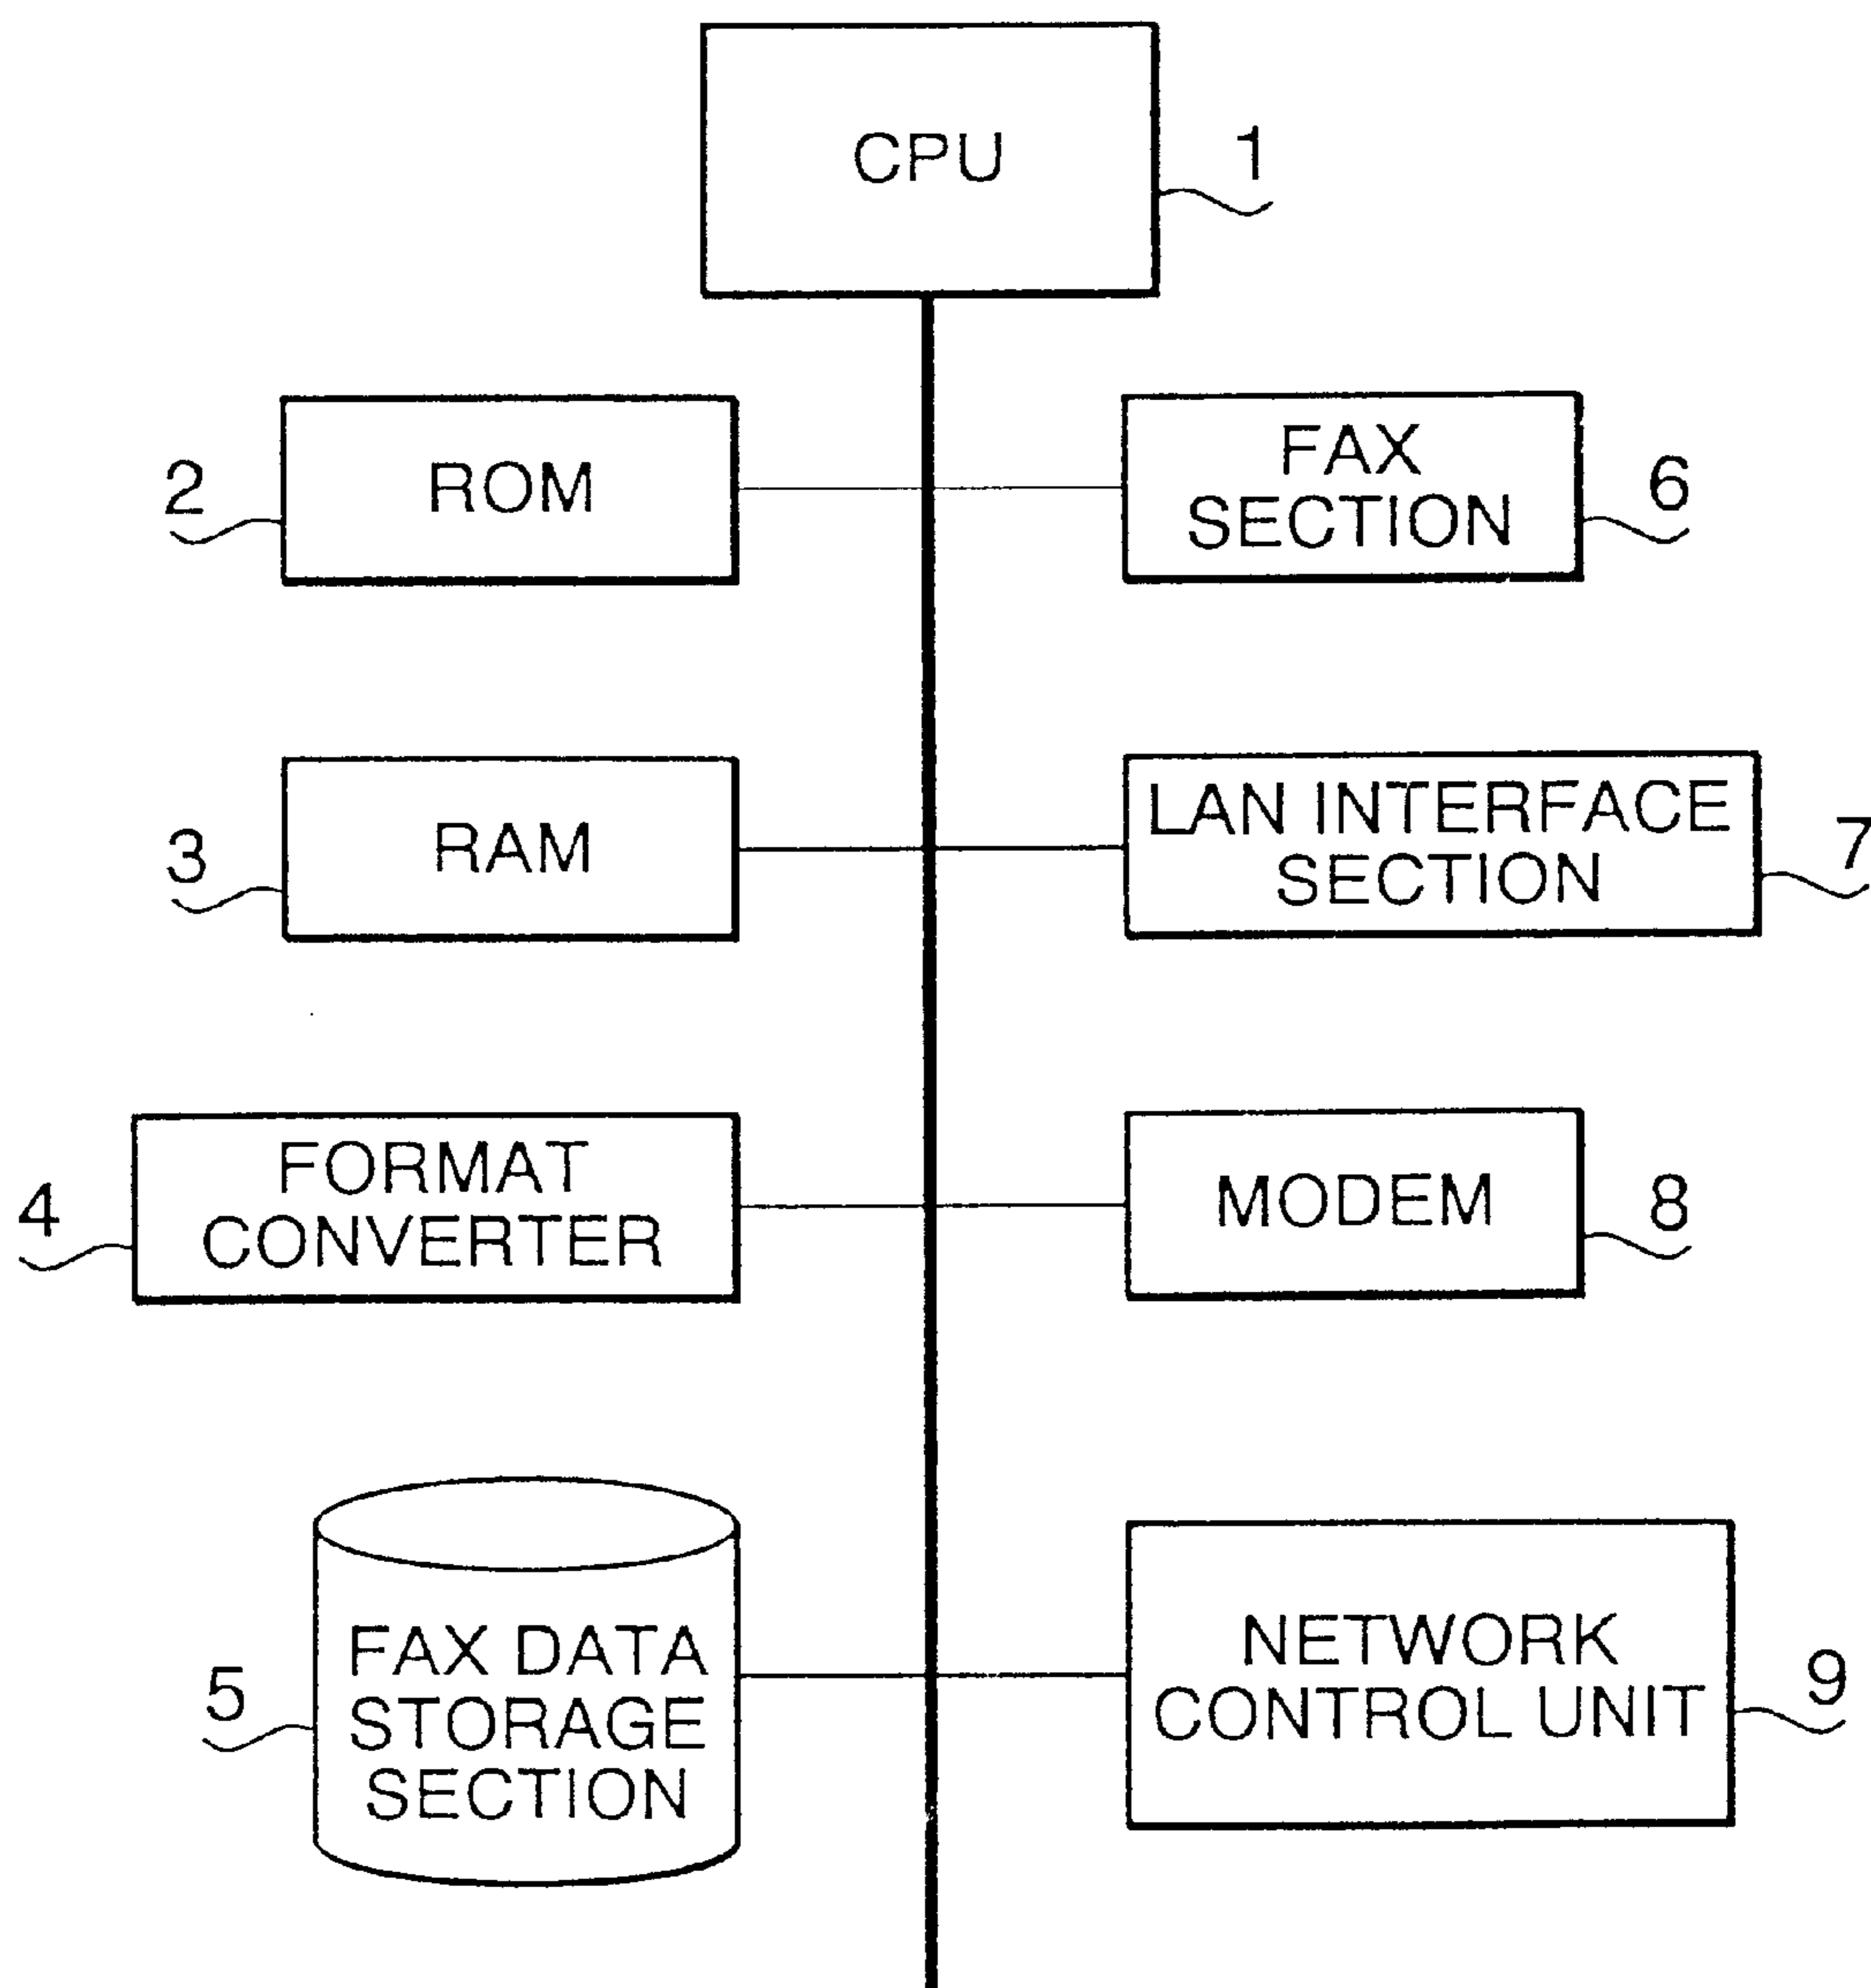 CPU
1
2
ROM
FAX
SECTION
6
3
RAM
LAN INTERFACE
SECTION
7
4
FORMAT
CONVERTER
MODEM
8
5
FAX DATA
STORAGE
SECTION
NETWORK
CONTROL UNIT
9